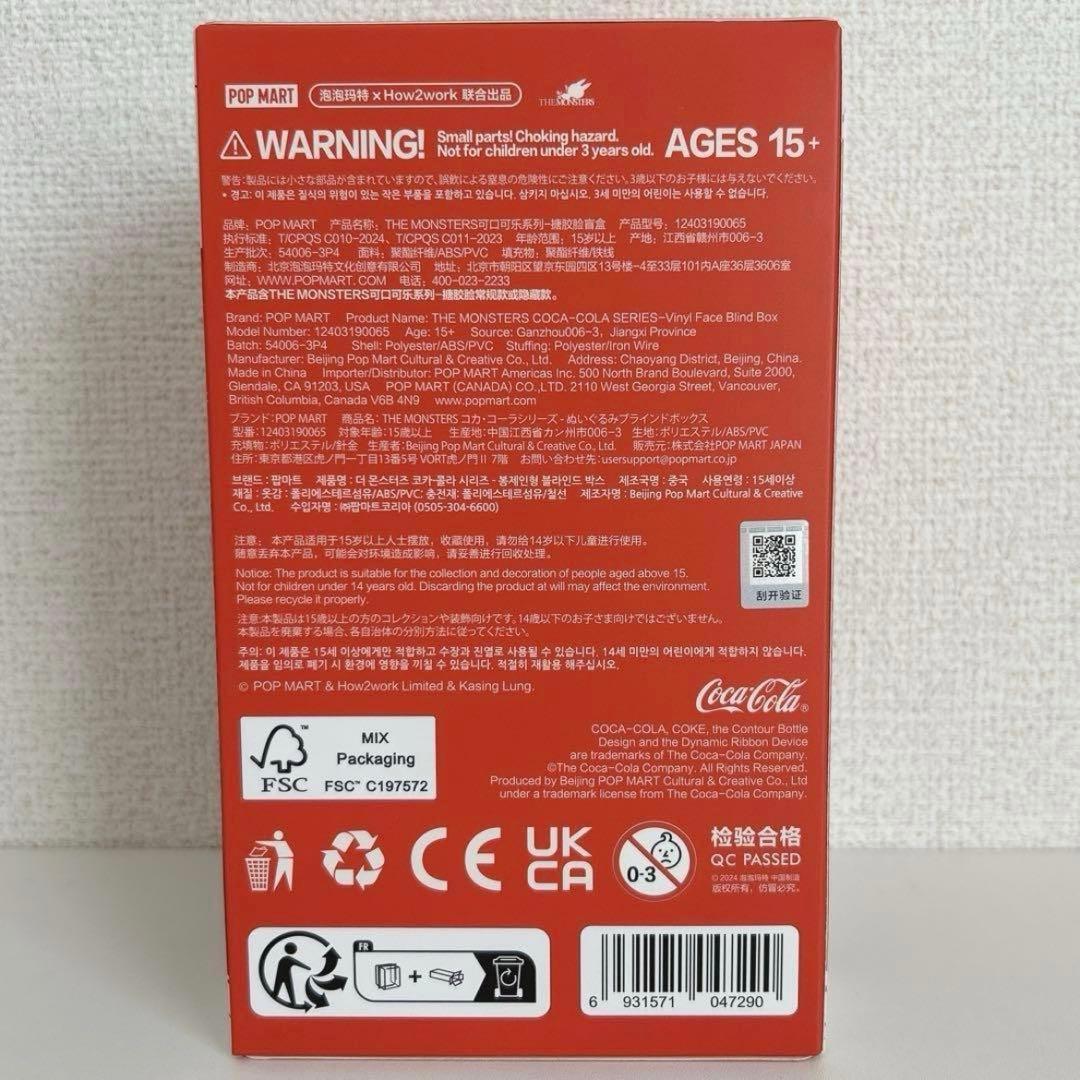 POP MART 泡泡玛特×How2work 联合出品 THE MONSTERS
WARNING! Small parts! Choking hazard. Not for children under 3 years old. AGES 15+
警告:製品には小さな部品が含まれていますので、誤飲による窒息の危険性にご注意ください。3歳以下のお子様には与えないでください。
* 경고: 이 제품은 질식의 위험이 있는 작은 부품을 포함하고 있습니다. 삼키지 마십시오. 3세 미만의 어린이는 사용할 수 없습니다.
品牌：POP MART 产品名称：THE MONSTERS可口可乐系列-搪胶脸盲盒 产品型号：12403190065
执行标准：T/CPQS C010-2024、T/CPQS C011-2023 年龄范围：15岁以上 产地：江西省赣州市006-3
生产批次：54006-3P4 面料：聚酯纤维/ABS/PVC 填充物：聚酯纤维/铁线
制造商：北京泡泡玛特文化创意有限公司 地址：北京市朝阳区望京东园四区13号楼-4至33层101内A座36层3606室
网址：WWW.POPMART.COM 电话：400-023-2233
本产品含THE MONSTERS可口可乐系列-搪胶脸常规款或隐藏款。
Brand: POP MART Product Name: THE MONSTERS COCA-COLA SERIES-Vinyl Face Blind Box
Model Number: 12403190065 Age: 15+ Source: Ganzhou006-3, Jiangxi Province
Batch: 54006-3P4 Shell: Polyester/ABS/PVC Stuffing: Polyester/Iron Wire
Manufacturer: Beijing Pop Mart Cultural & Creative Co., Ltd. Address: Chaoyang District, Beijing, China.
Made in China Importer/Distributor: POP MART Americas Inc. 500 North Brand Boulevard, Suite 2000,
Glendale, CA 91203, USA POP MART (CANADA) CO.,LTD. 2110 West Georgia Street, Vancouver,
British Columbia, Canada V6B 4N9 www.popmart.com
ブランド:POP MART 商品名: THE MONSTERS コカ・コーラシリーズ - ぬいぐるみブラインドボックス
型番:12403190065 対象年齢:15歳以上 生産地:中国江西省カン州市006-3 生地:ポリエステル/ABS/PVC
充填物:ポリエステル/針金 生産者:Beijing Pop Mart Cultural & Creative Co., Ltd. 販売元:株式会社POP MART JAPAN
住所:東京都港区虎ノ門一丁目13番5号 VORT虎ノ門II 7階 お問い合わせ先:usersupport@popmart.co.jp
브랜드 : 팝마트 제품명 : 더 몬스터즈 코카-콜라 시리즈 - 봉제인형 블라인드 박스 제조국명 : 중국 사용연령 : 15세이상
재질 : 옷감 : 폴리에스테르섬유/ABS/PVC; 충전재: 폴리에스테르섬유/철선 제조자명 : Beijing Pop Mart Cultural & Creative
Co., Ltd. 수입자명 : ㈜팝마트코리아 (0505-304-6600)
注意： 本产品适用于15岁以上人士摆放，收藏使用，请勿给14岁以下儿童进行使用。
随意丢弃本产品，可能会对环境造成影响，请妥善进行回收处理。
刮开验证
Notice: The product is suitable for the collection and decoration of people aged above 15.
Not for children under 14 years old. Discarding the product at will may affect the environment.
Please recycle it properly.
注意:本製品は15歳以上の方のコレクションや装飾向けです。14歳以下のお子さま向けではございません。
本製品を廃棄する場合、各自治体の分別方法に従ってください。
주의: 이 제품은 15세 이상에게만 적합하고 수장과 진열로 사용될 수 있습니다. 14세 미만의 어린이에게 적합하지 않습니다.
제품을 임의로 폐기 시 환경에 영향을 끼칠 수 있습니다. 적절히 재활용 해주십시오.
© POP MART & How2work Limited & Kasing Lung.
Coca-Cola®
COCA-COLA, COKE, the Contour Bottle
Design and the Dynamic Ribbon Device
are trademarks of The Coca-Cola Company.
©The Coca-Cola Company. All Rights Reserved.
Produced by Beijing POP MART Cultural & Creative Co., Ltd
under a trademark license from The Coca-Cola Company.
FSC™
MIX
Packaging
FSC™ C197572
CE
UK
CA
0-3
检验合格
QC PASSED
© 2024 泡泡玛特 中国制造
版权所有，仿冒必究。
FR
+
6 931571 047290